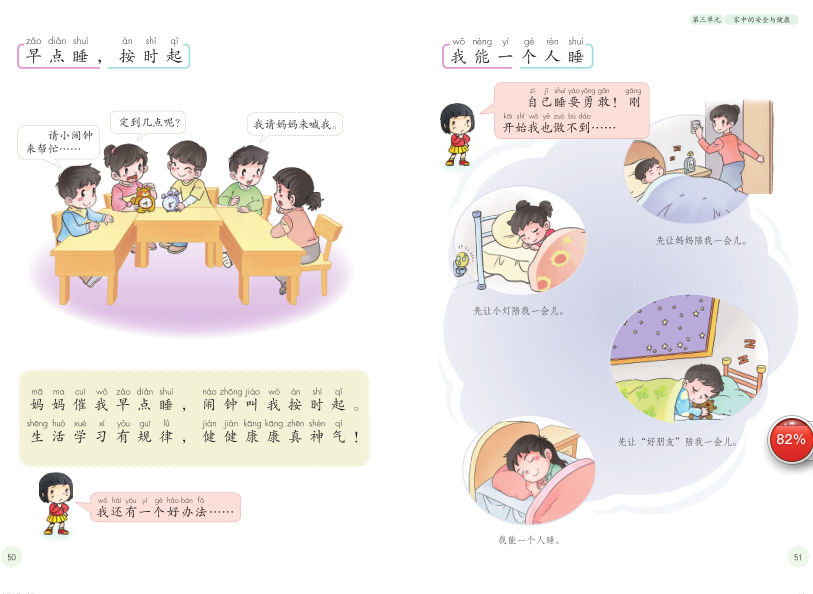 zǎo diǎn shuì àn shí qǐ
早点睡，按时起
请小闹钟
来帮忙……
定到几点呢？
我请妈妈来喊我。
mā ma cuī wǒ zǎo diǎn shuì nào zhōng jiào wǒ àn shí qǐ
妈妈催我早点睡，闹钟叫我按时起。
shēng huó xué xí yǒu guī lǜ jiàn jiàn kāng kāng zhēn shén qì
生活学习有规律，健健康康真神气！
wǒ hái yǒu yí gè hǎo bàn fǎ
我还有一个好办法……
50
第三单元 家中的安全与健康
wǒ néng yí gè rén shuì
我能一个人睡
zì jǐ shuì yào yǒng gǎn gāng
自己睡要勇敢！刚
kāi shǐ wǒ yě zuò bú dào
开始我也做不到……
先让妈妈陪我一会儿。
先让小灯陪我一会儿。
先让“好朋友”陪我一会儿。
82%
我能一个人睡。
51